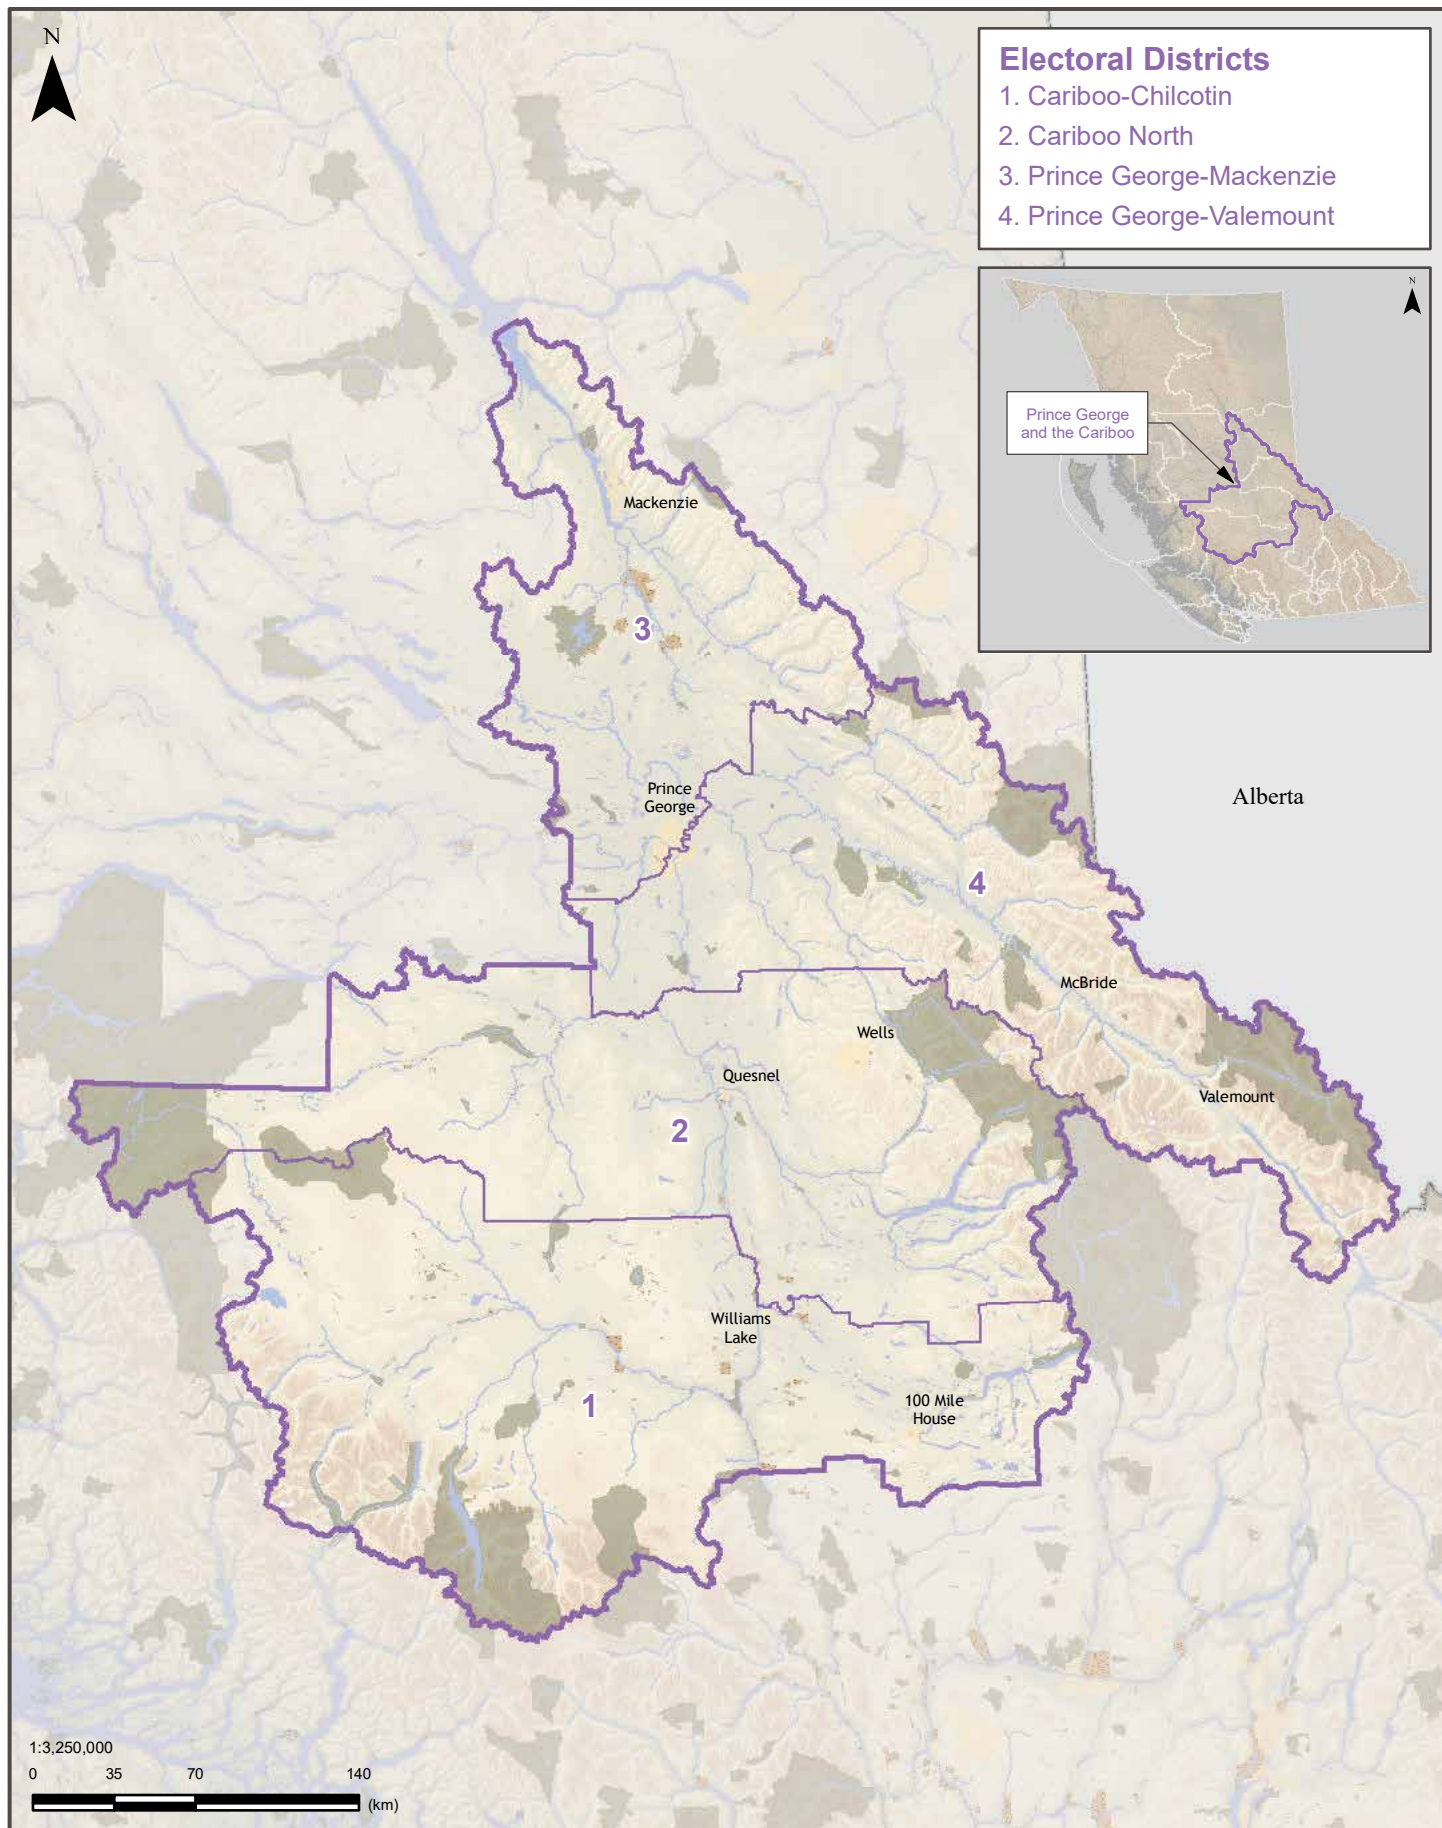 N
Electoral Districts
1. Cariboo-Chilcotin
2. Cariboo North
3. Prince George-Mackenzie
4. Prince George-Valemount
N
Prince George
and the Cariboo
Mackenzie
3
Prince
George
Alberta
4
McBride
Wells
Quesnel
Valemount
2
Williams
Lake
1
100 Mile
House
1:3,250,000
0 35 70 140
(km)